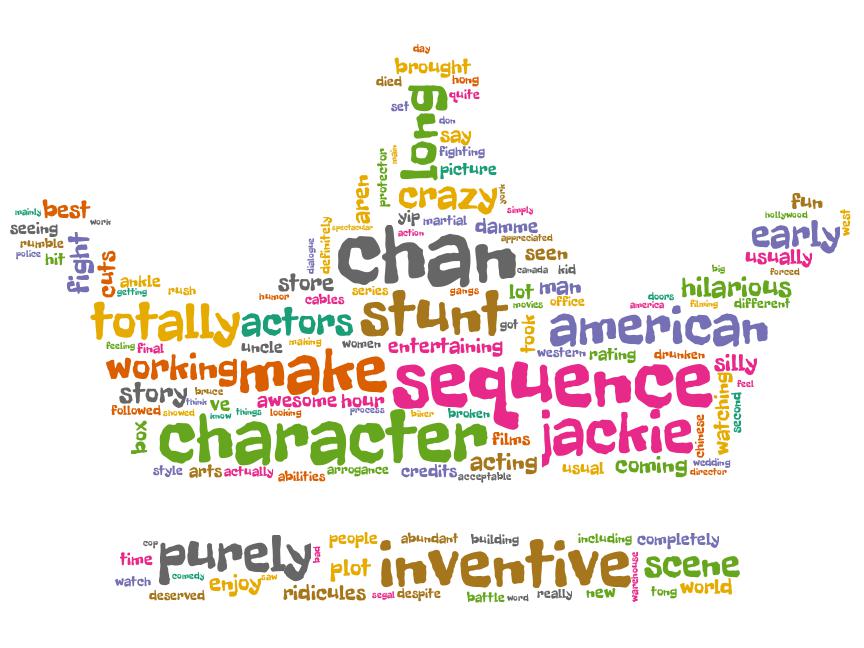 day
brought
died hong
long quite
set
don
say
main fighting
protector picture
aren crazy york
simply
yip martial damme
best mainly work
seeing
rumble
police hit fight cuts
spectacular definitely dialogue
action appreciated
chan seen
canada kid
fun
hollywood
early west
usually
forced
big
ankle
getting rush
store series gangs lot man
humor cables movies office
doors hilarious
america filming different
totally actors stunt got took american
feeling final uncle making women entertaining
western rating drunken silly
working make sequence feel
story bruce think ve awesome hour
followed showed know things looking process biker broken
watching second
box character films jackie chinese
style arts actually abilities arrogance credits acting acceptable
usual coming wedding director
cop people abundant building including completely
time purely bad plot inventive warehouse scene
watch comedy enjoy saw
deserved ridicules segal despite battle word really new tong world